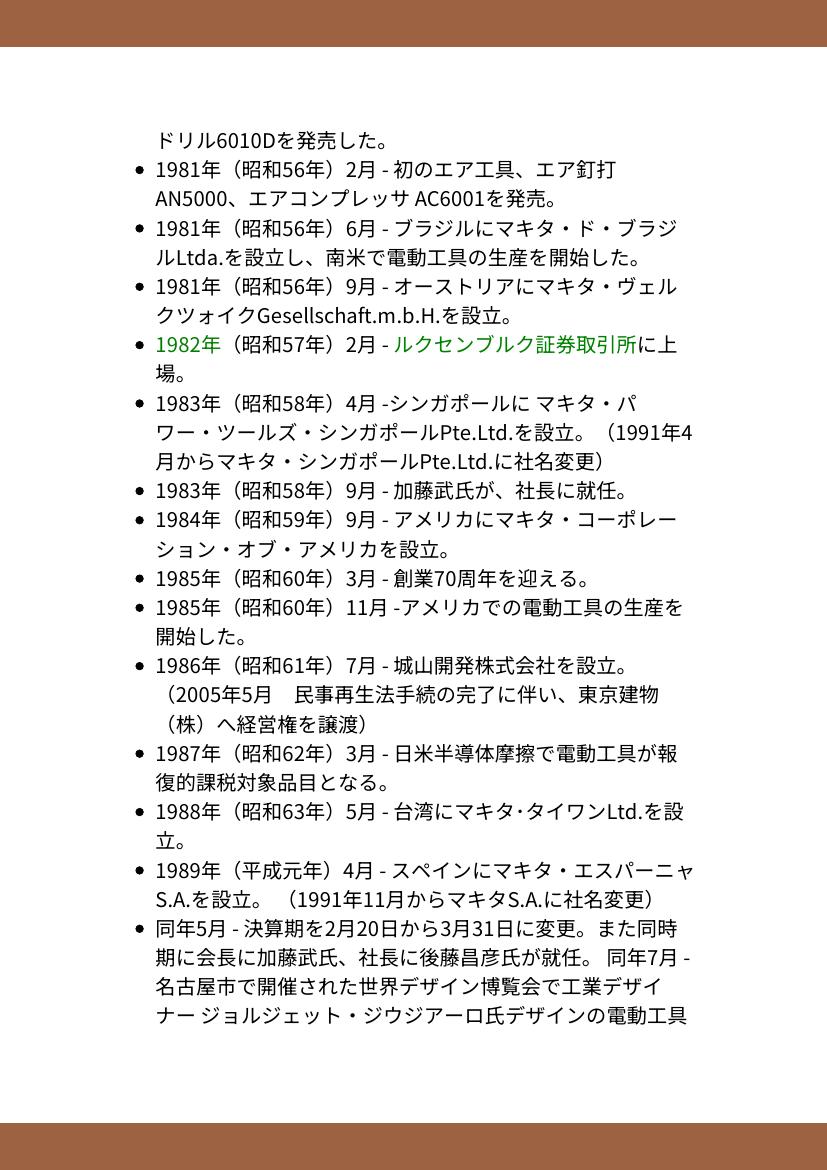 ドリル6010Dを発売した。
• 1981年（昭和56年）2月 - 初のエア工具、エア釘打
AN5000、エアコンプレッサ AC6001を発売。
• 1981年（昭和56年）6月 - ブラジルにマキタ・ド・ブラジ
ルLtda.を設立し、南米で電動工具の生産を開始した。
• 1981年（昭和56年）9月 - オーストリアにマキタ・ヴェル
クツォイクGesellschaft.m.b.H.を設立。
• 1982年（昭和57年）2月 - ルクセンブルク証券取引所に上
場。
• 1983年（昭和58年）4月 -シンガポールに マキタ・パ
ワー・ツールズ・シンガポールPte.Ltd.を設立。（1991年4
月からマキタ・シンガポールPte.Ltd.に社名変更）
• 1983年（昭和58年）9月 - 加藤武氏が、社長に就任。
• 1984年（昭和59年）9月 - アメリカにマキタ・コーポレー
ション・オブ・アメリカを設立。
• 1985年（昭和60年）3月 - 創業70周年を迎える。
• 1985年（昭和60年）11月 -アメリカでの電動工具の生産を
開始した。
• 1986年（昭和61年）7月 - 城山開発株式会社を設立。
（2005年5月　民事再生法手続の完了に伴い、東京建物
（株）へ経営権を譲渡）
• 1987年（昭和62年）3月 - 日米半導体摩擦で電動工具が報
復的課税対象品目となる。
• 1988年（昭和63年）5月 - 台湾にマキタ･タイワンLtd.を設
立。
• 1989年（平成元年）4月 - スペインにマキタ・エスパーニャ
S.A.を設立。 （1991年11月からマキタS.A.に社名変更）
• 同年5月 - 決算期を2月20日から3月31日に変更。また同時
期に会長に加藤武氏、社長に後藤昌彦氏が就任。 同年7月 -
名古屋市で開催された世界デザイン博覧会で工業デザイ
ナー ジョルジェット・ジウジアーロ氏デザインの電動工具